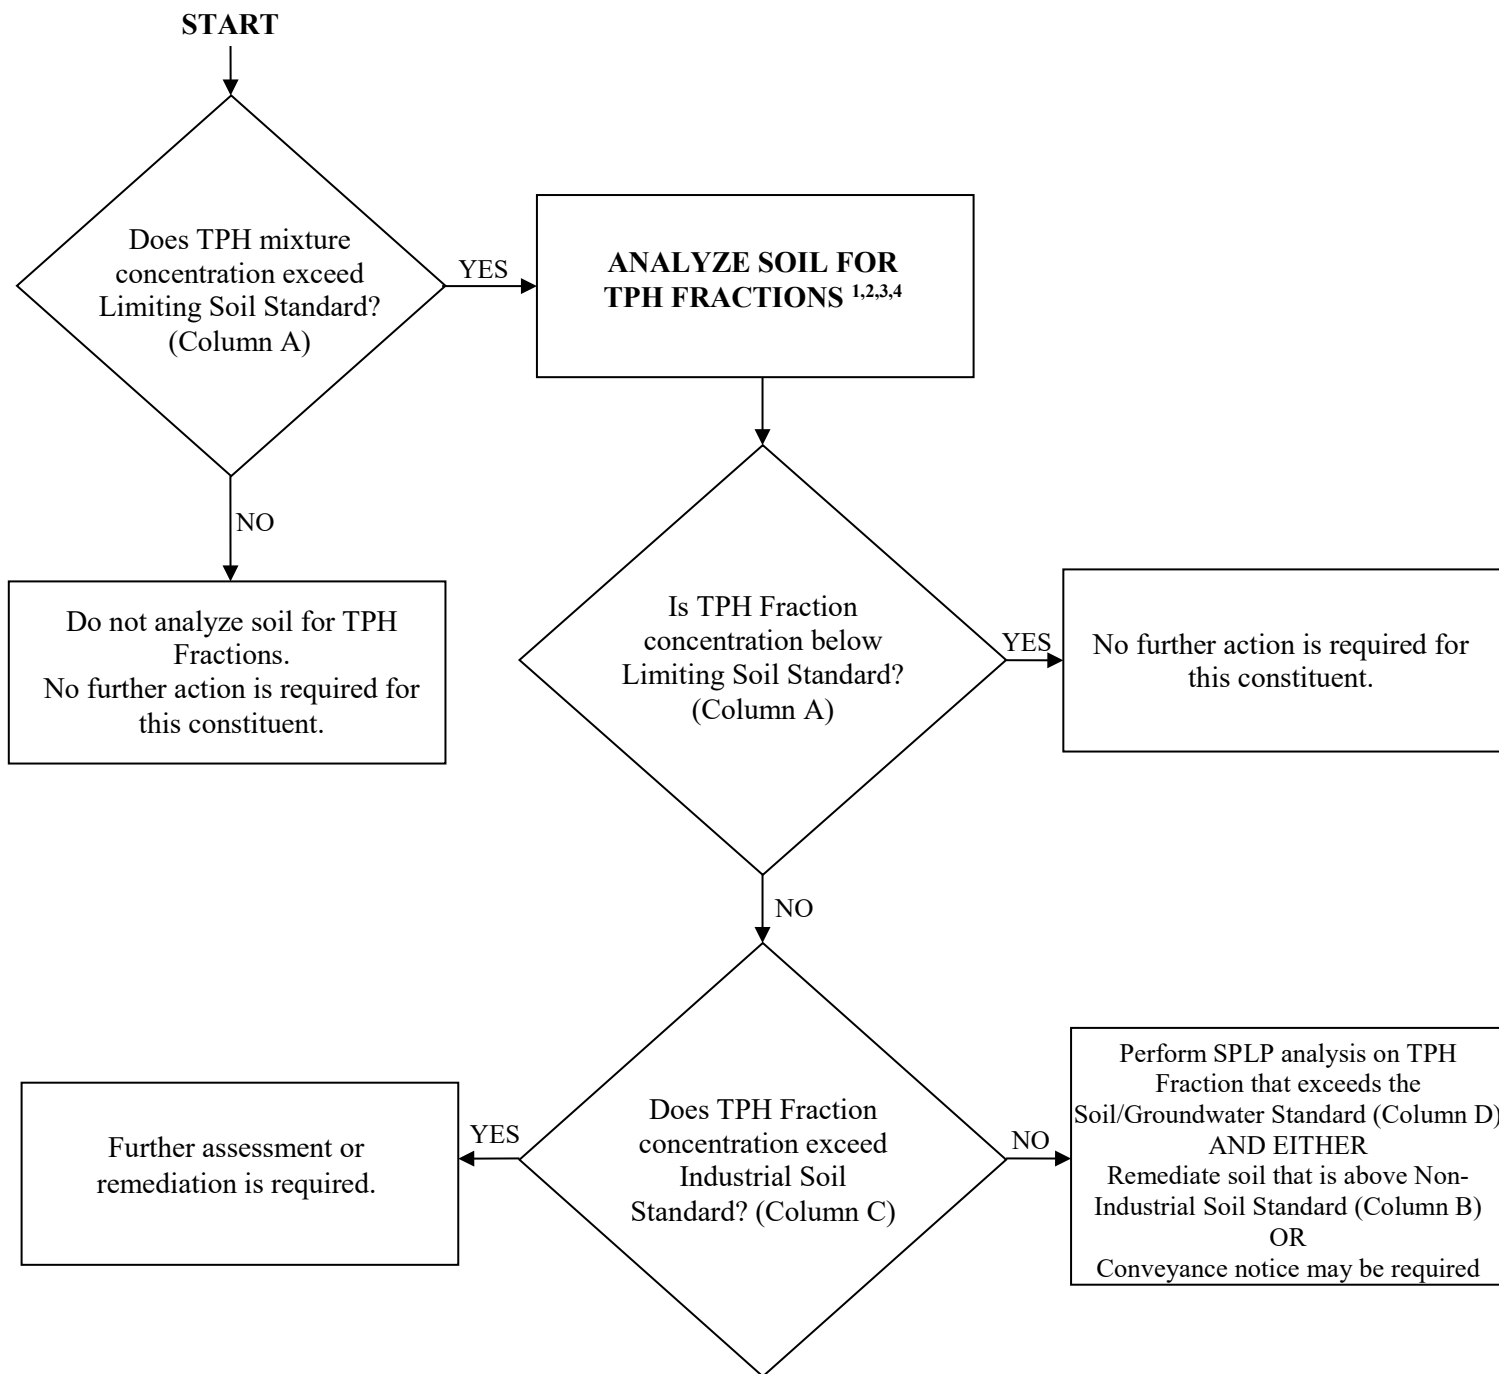 START
Does TPH mixture
concentration exceed
Limiting Soil Standard?
(Column A)
YES
ANALYZE SOIL FOR
TPH FRACTIONS 1,2,3,4
NO
Do not analyze soil for TPH
Fractions.
No further action is required for
this constituent.
Is TPH Fraction
concentration below
Limiting Soil Standard?
(Column A)
YES
No further action is required for
this constituent.
NO
Does TPH Fraction
concentration exceed
Industrial Soil
Standard? (Column C)
YES
Further assessment or
remediation is required.
NO
Perform SPLP analysis on TPH
Fraction that exceeds the
Soil/Groundwater Standard (Column D)
AND EITHER
Remediate soil that is above Non-
Industrial Soil Standard (Column B)
OR
Conveyance notice may be required